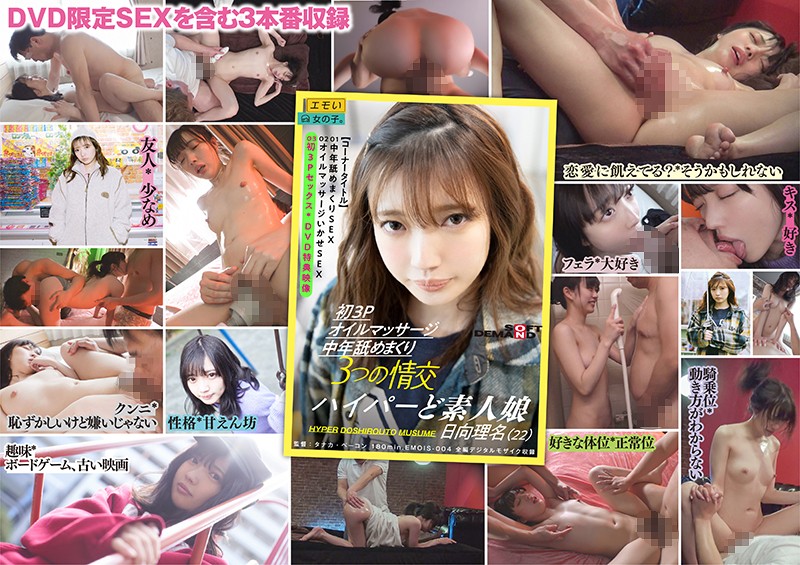 DVD限定SEXを含む3本番収録
友人*
少なめ
エモい
女の子。
【コーナータイトル】
01中年舐めまくりSEX
02オイルマッサージいかせSEX
03初3Pセックス*DVD特典映像
恋愛に飢えてる?*そうかもしれない
フェラ*大好き
キス*好き
初3P
オイルマッサージ
中年舐めまくり
3つの情交
SOFT ON DEMAND
ハイパーど素人娘
HYPER DOSHIROUTO MUSUME
日向理名(22)
監督:タナカ・ベーコン 180min.EMOIS-004 全編デジタルモザイク収録
クンニ*
恥ずかしいけど嫌いじゃない
性格*甘えん坊
趣味*
ボードゲーム、古い映画
好きな体位*正常位
騎乗位*
動き方がわからない